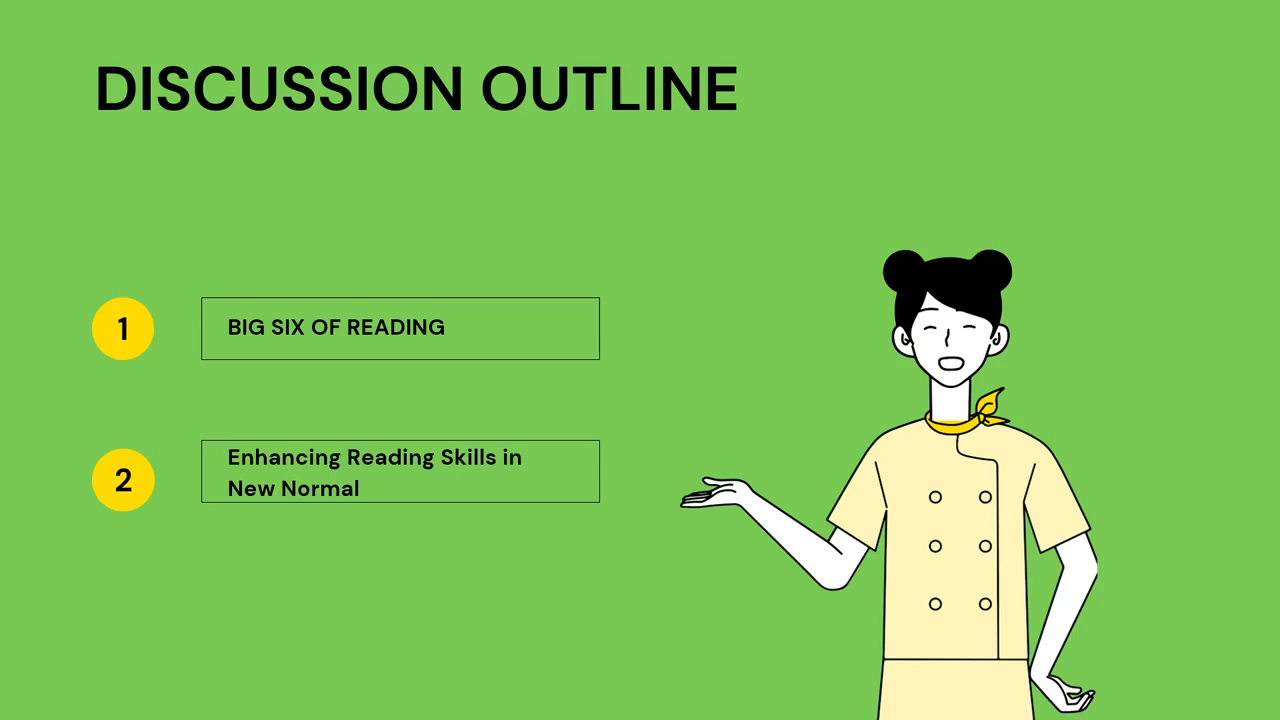 DISCUSSION OUTLINE
1
BIG SIX OF READING
2
Enhancing Reading Skills in
New Normal